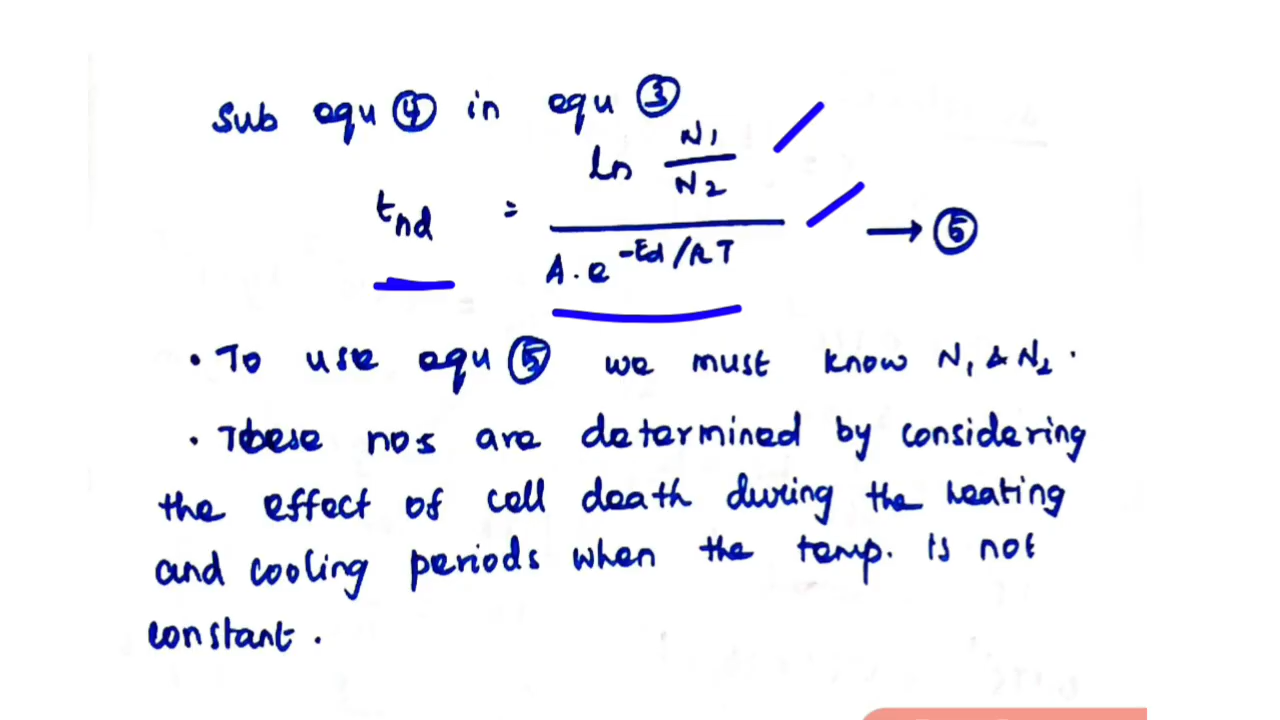 Sub equ ④ in equ ③
t_nd = ln N1/N2 / A.e^-Ed/RT → ⑤
• To use equ ⑤ we must know N1 & N2.
• These nos are determined by considering
the effect of cell death during the heating
and cooling periods when the temp. is not
constant.